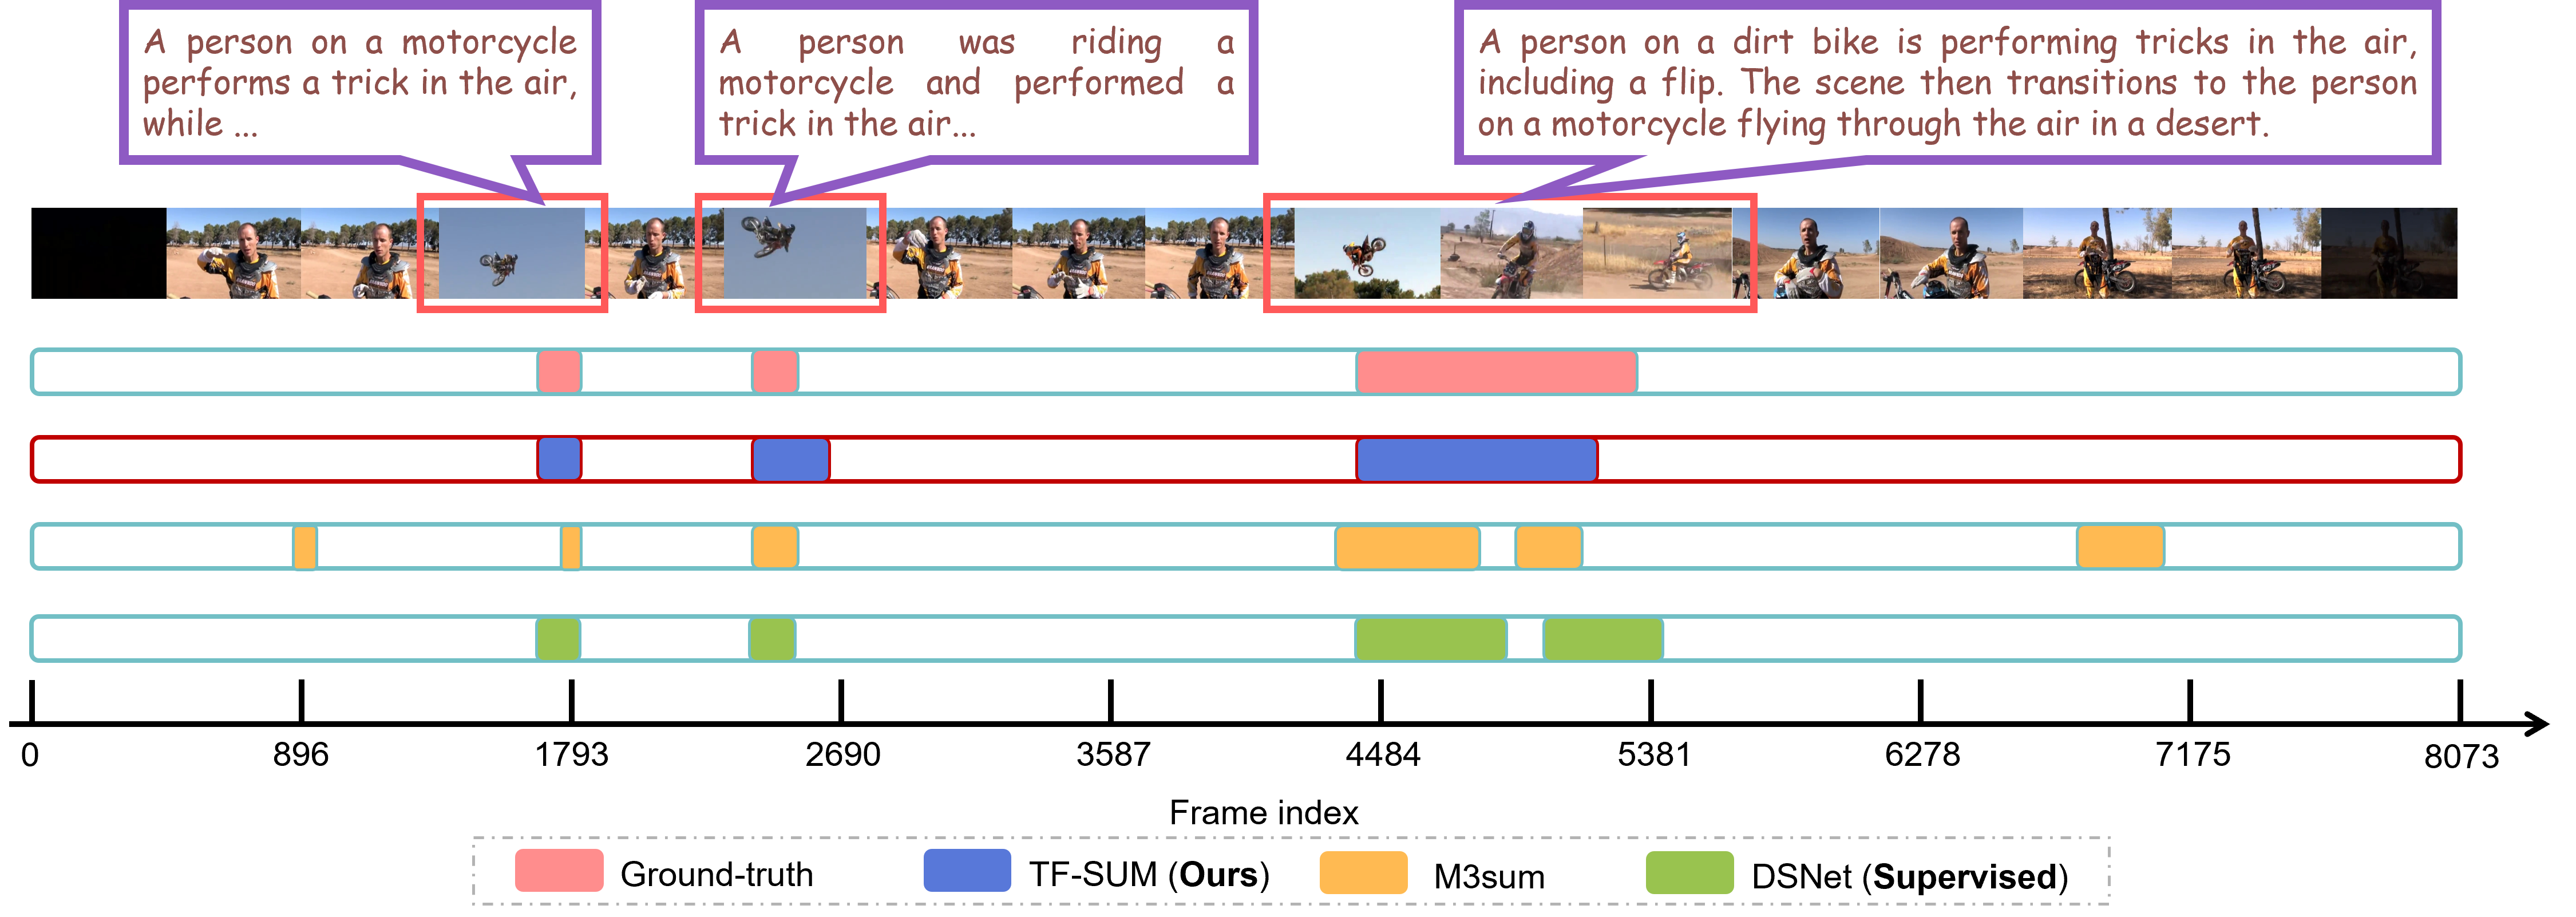 A person on a motorcycle
performs a trick in the air,
while ...
A person was riding a
motorcycle and performed a
trick in the air...
A person on a dirt bike is performing tricks in the air,
including a flip. The scene then transitions to the person
on a motorcycle flying through the air in a desert.
0 896 1793 2690 3587 4484 5381 6278 7175 8073
Frame index
Ground-truth TF-SUM (Ours) M3sum DSNet (Supervised)